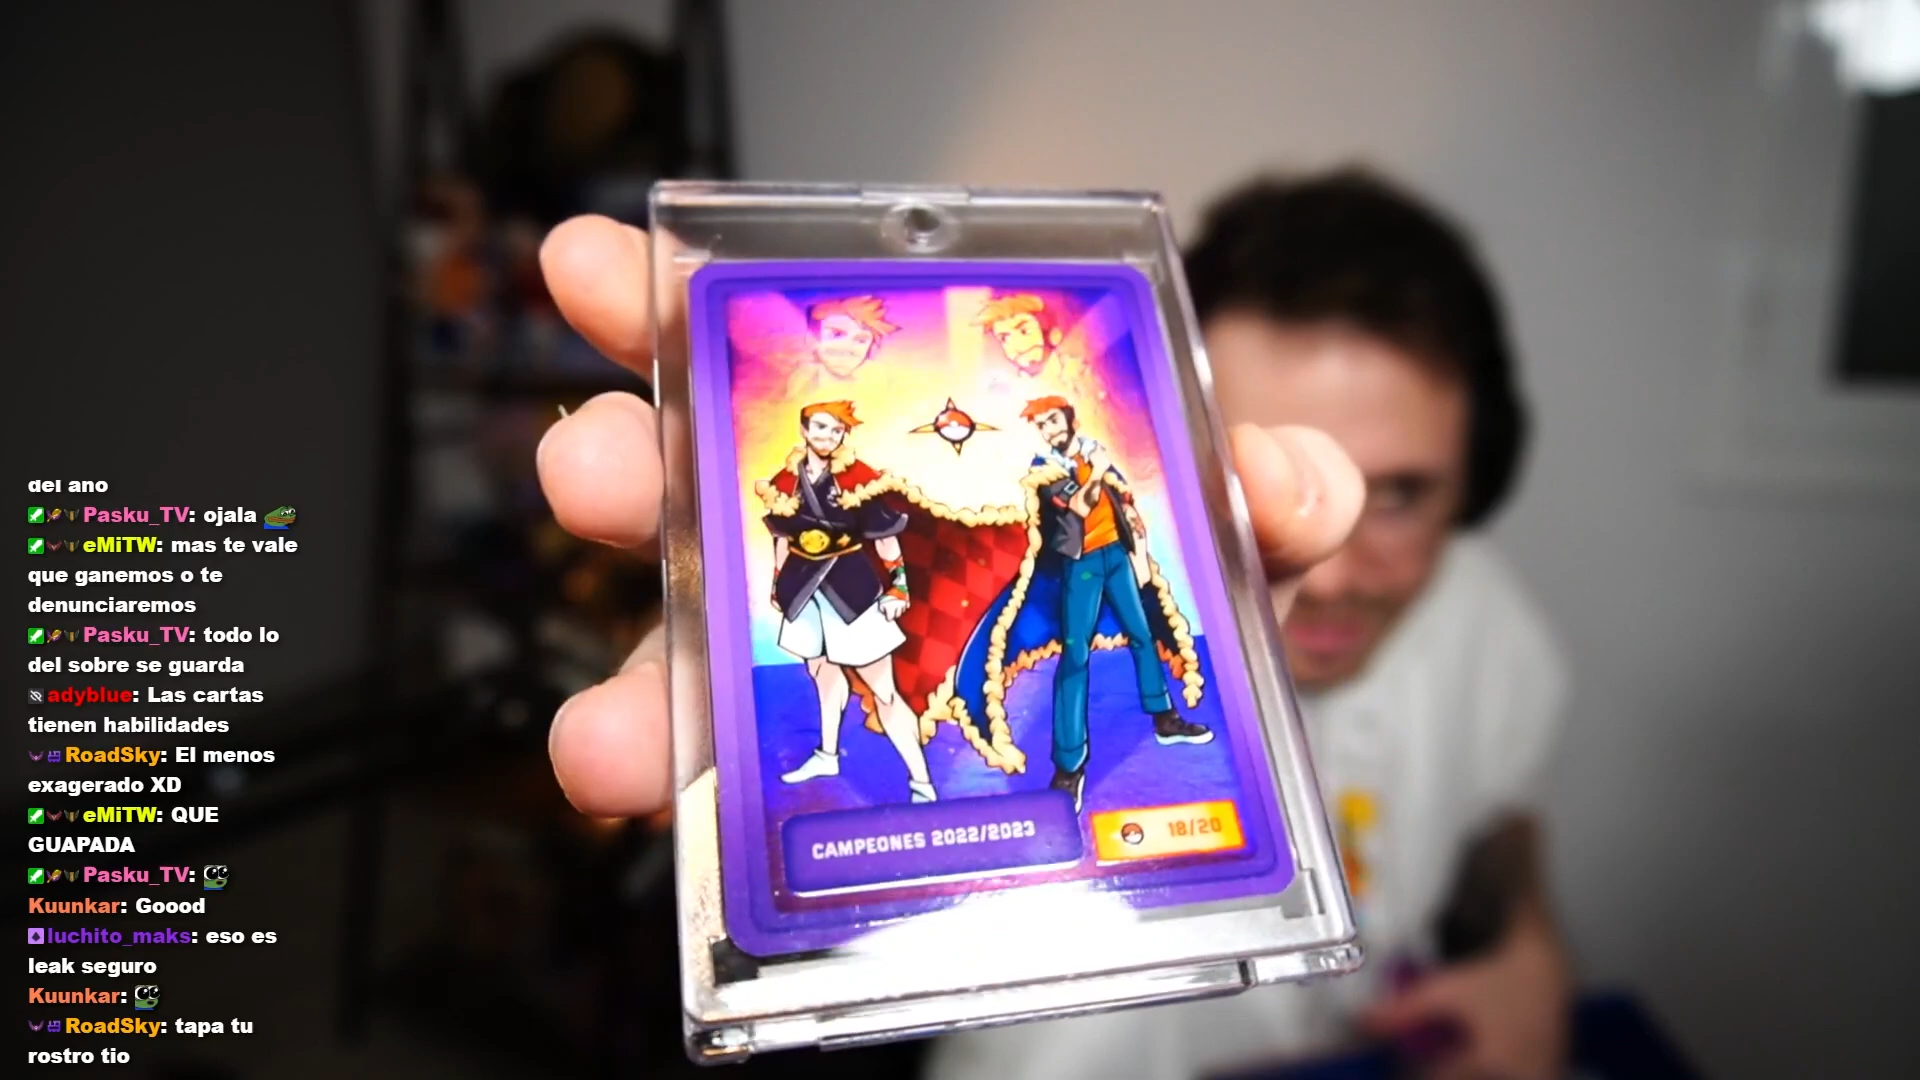 del ano
Pasku_TV: ojala
eMiTW: mas te vale
que ganemos o te
denunciaremos
Pasku_TV: todo lo
del sobre se guarda
adyblue: Las cartas
tienen habilidades
RoadSky: El menos
exagerado XD
eMiTW: QUE
GUAPADA
Pasku_TV:
Kuunkar: Goood
luchito_maks: eso es
leak seguro
Kuunkar:
RoadSky: tapa tu
rostro tio
CAMPEONES 2022/2023
18/20